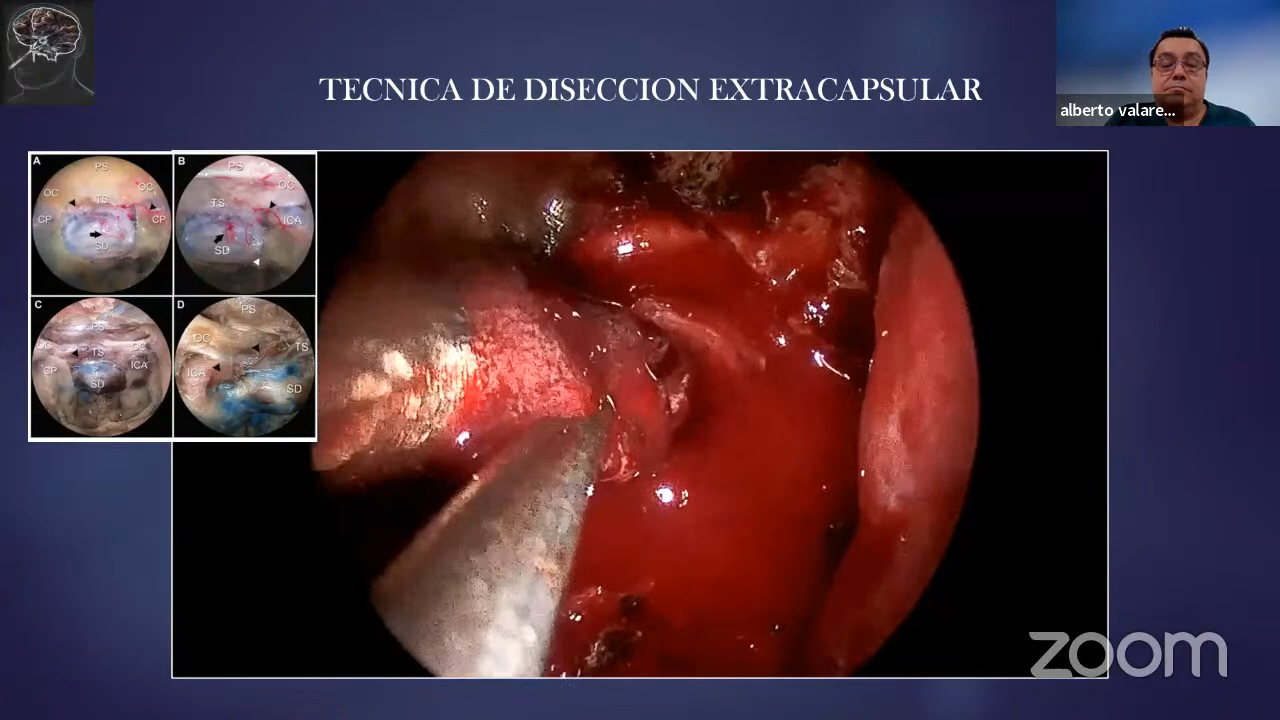 TECNICA DE DISECCION EXTRACAPSULAR
alberto valare...
A
PS
OC
OC
TS
CP
CP
SD
B
PS
OC
TS
ICA
SD
C
PS
OC
OC
TS
CP
ICA
SD
D
PS
OC
TS
ICA
SD
zoom